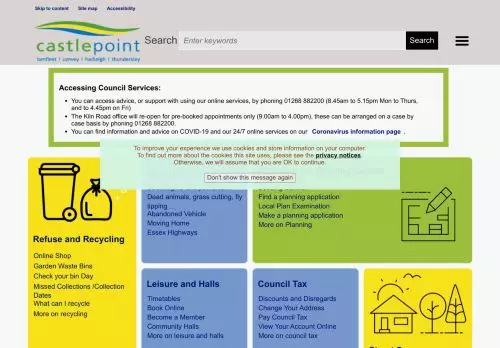 Skip to content
Site map
Accessibility
castlepoint
benfleet | canvey | hadleigh | thundersley
Search
Enter keywords
Search
Accessing Council Services:
You can access advice, or support with using our online services, by phoning 01268 882200 (8.45am to 5.15pm Mon to Thurs,
and to 4.45pm on Fri)
The Kiln Road office will re-open for pre-booked appointments only (9.00am to 4.00pm), these can be arranged on a case by
case basis by phoning 01268 882200.
You can find information and advice on COVID-19 and our 24/7 online services on our Coronavirus information page .
To improve your experience we use cookies and store information on your computer.
To find out more about the cookies this site uses, please see the privacy notices.
Otherwise, we will assume that you are OK to continue.
Don't show this message again
Dead animals, grass cutting, fly
tipping ...
Abandoned Vehicle
Moving Home
Essex Highways
Find a planning application
Local Plan Examination
Make a planning application
More on Planning
Refuse and Recycling
Online Shop
Garden Waste Bins
Check your bin Day
Missed Collections /Collection
Dates
What can I recycle
More on recycling
Leisure and Halls
Timetables
Book Online
Become a Member
Community Halls
More on leisure and halls
Council Tax
Discounts and Disregards
Change Your Address
Pay Council Tax
View Your Account Online
More on council tax